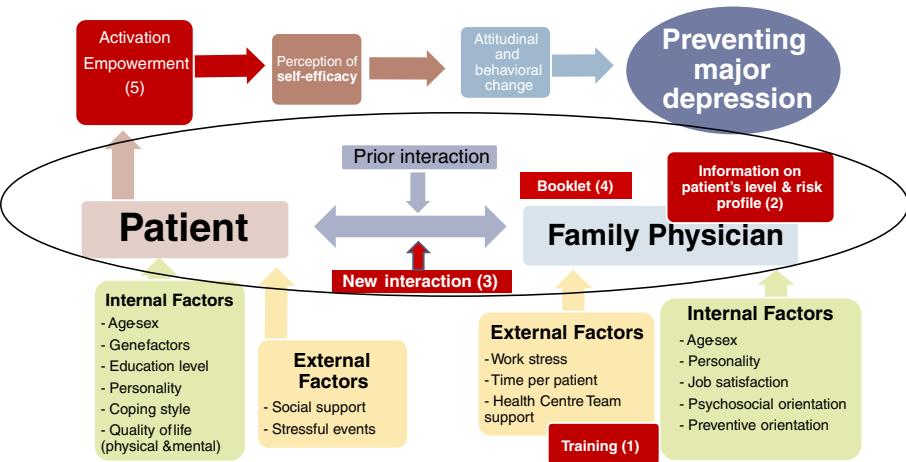 Activation
Empowerment
(5)
Perception of
self-efficacy
Attitudinal and
behavioral
change
Preventing
major
depression
Prior interaction
Booklet (4)
Information on
patient's level & risk
profile (2)
Patient
Family Physician
New interaction (3)
Internal Factors
- Age-sex
- Genefactors
- Education level
- Personality
- Coping style
- Quality of life
(physical &mental)
External
Factors
- Social support
- Stressful events
External Factors
- Work stress
- Time per patient
- Health Centre Team
support
Training (1)
Internal Factors
- Age-sex
- Personality
- Job satisfaction
- Psychosocial orientation
- Preventive orientation